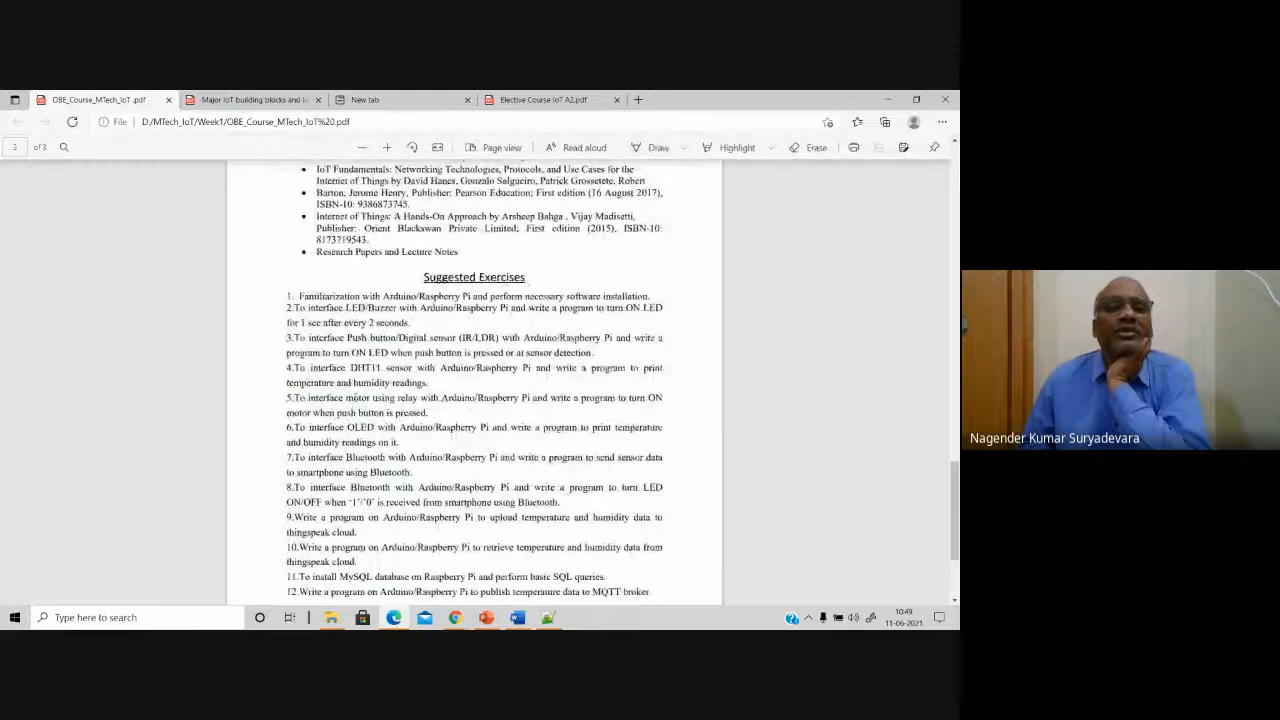 OBE_Course_MTech_IoT .pdf
Major IoT building blocks and l
New tab
Elective Course IoT A2.pdf
File
D:/MTech_IoT/Week1/OBE_Course_MTech_IoT%20.pdf
3 of 3
Page view
Read aloud
Draw
Highlight
Erase
IoT Fundamentals: Networking Technologies, Protocols, and Use Cases for the
Internet of Things by David Hanes, Gonzalo Salgueiro, Patrick Grossetete, Robert
Barton, Jerome Henry, Publisher: Pearson Education; First edition (16 August 2017),
ISBN-10: 9386873745.
Internet of Things: A Hands-On Approach by Arsheep Bahga , Vijay Madisetti,
Publisher: Orient Blackswan Private Limited; First edition (2015), ISBN-10:
8173719543.
Research Papers and Lecture Notes
Suggested Exercises
1. Familiarization with Arduino/Raspberry Pi and perform necessary software installation.
2.To interface LED/Buzzer with Arduino/Raspberry Pi and write a program to turn ON LED
for 1 sec after every 2 seconds.
3.To interface Push button/Digital sensor (IR/LDR) with Arduino/Raspberry Pi and write a
program to turn ON LED when push button is pressed or at sensor detection.
4.To interface DHT11 sensor with Arduino/Raspberry Pi and write a program to print
temperature and humidity readings.
5.To interface motor using relay with Arduino/Raspberry Pi and write a program to turn ON
motor when push button is pressed.
6.To interface OLED with Arduino/Raspberry Pi and write a program to print temperature
and humidity readings on it.
7.To interface Bluetooth with Arduino/Raspberry Pi and write a program to send sensor data
to smartphone using Bluetooth.
8.To interface Bluetooth with Arduino/Raspberry Pi and write a program to turn LED
ON/OFF when '1'/'0' is received from smartphone using Bluetooth.
9.Write a program on Arduino/Raspberry Pi to upload temperature and humidity data to
thingspeak cloud.
10.Write a program on Arduino/Raspberry Pi to retrieve temperature and humidity data from
thingspeak cloud.
11.To install MySQL database on Raspberry Pi and perform basic SQL queries.
12.Write a program on Arduino/Raspberry Pi to publish temperature data to MQTT broker.
Nagender Kumar Suryadevara
Type here to search
10:49
11-06-2021